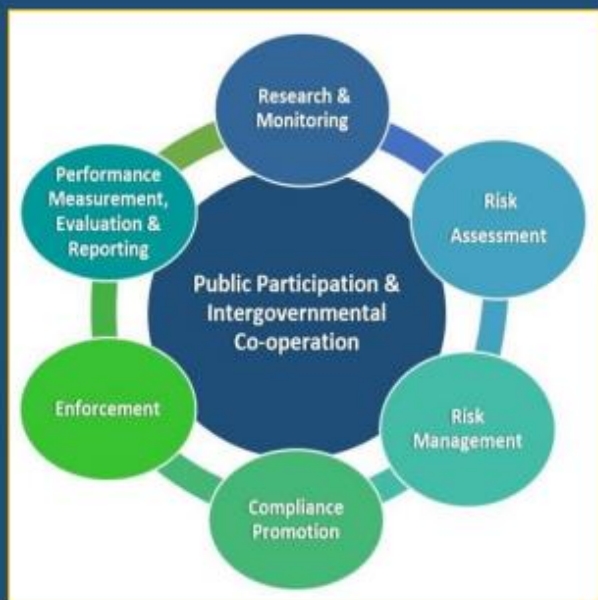 Research &
Monitoring
Risk
Assessment
Risk
Management
Compliance
Promotion
Enforcement
Performance
Measurement,
Evaluation &
Reporting
Public Participation &
Intergovernmental
Co-operation